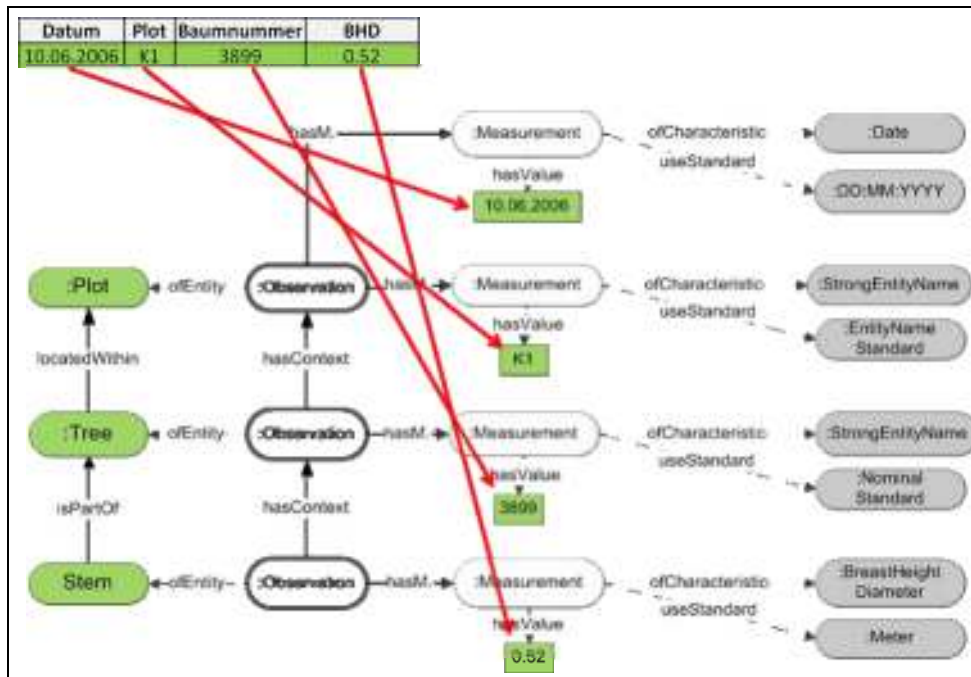 Datum Plot Baumnummer BHD
10.06.2006 K1 3899 0.52
hasM. :Measurement ofCharacteristic :Date
useStandard
hasValue
10.06.2006 :DD:MM:YYYY
:Plot ofEntity :Observation hasM. :Measurement ofCharacteristic :StrongEntityName
useStandard
hasValue
locatedWithin hasContext K1 :EntityName
Standard
:Tree ofEntity :Observation hasM. :Measurement ofCharacteristic :StrongEntityName
useStandard
hasValue
isPartOf hasContext 3899 :Nominal
Standard
Stem ofEntity :Observation hasM. :Measurement ofCharacteristic :BreastHeight
Diameter
useStandard
hasValue :Meter
0.52